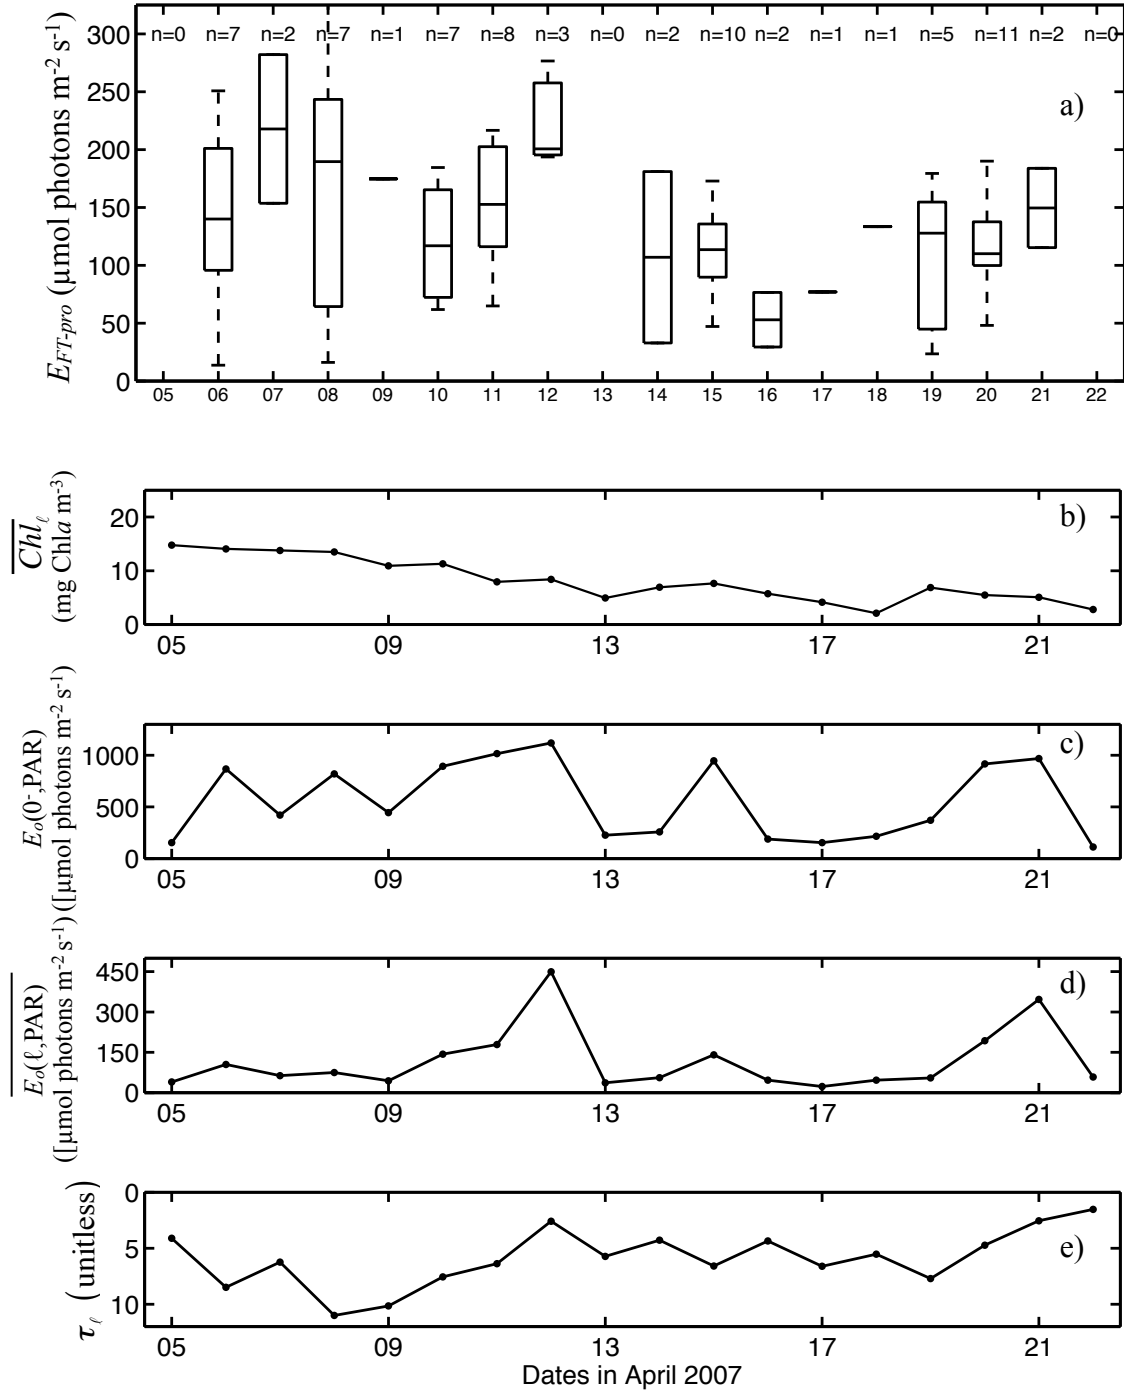 n=0 n=7 n=2 n=7 n=1 n=7 n=8 n=3 n=0 n=2 n=10 n=2 n=1 n=1 n=5 n=11 n=2 n=0
a)
E_FT-pro (µmol photons m⁻² s⁻¹)
300
250
200
150
100
50
0
05 06 07 08 09 10 11 12 13 14 15 16 17 18 19 20 21 22
b)
Chl_ℓ
(mg Chla m⁻³)
20
10
0
05 09 13 17 21
c)
E_o(0⁻,PAR)
([µmol photons m⁻² s⁻¹)
1000
500
0
05 09 13 17 21
d)
E_o(ℓ,PAR)
([µmol photons m⁻² s⁻¹)
450
300
150
0
05 09 13 17 21
e)
τ_ℓ (unitless)
0
5
10
05 09 13 17 21
Dates in April 2007